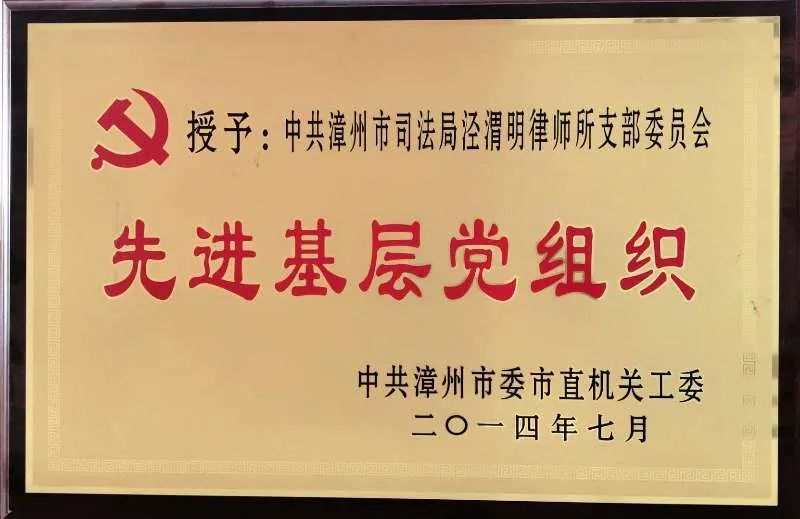 授予：中共漳州市司法局泾渭明律师所支部委员会
先进基层党组织
中共漳州市委市直机关工委
二〇一四年七月